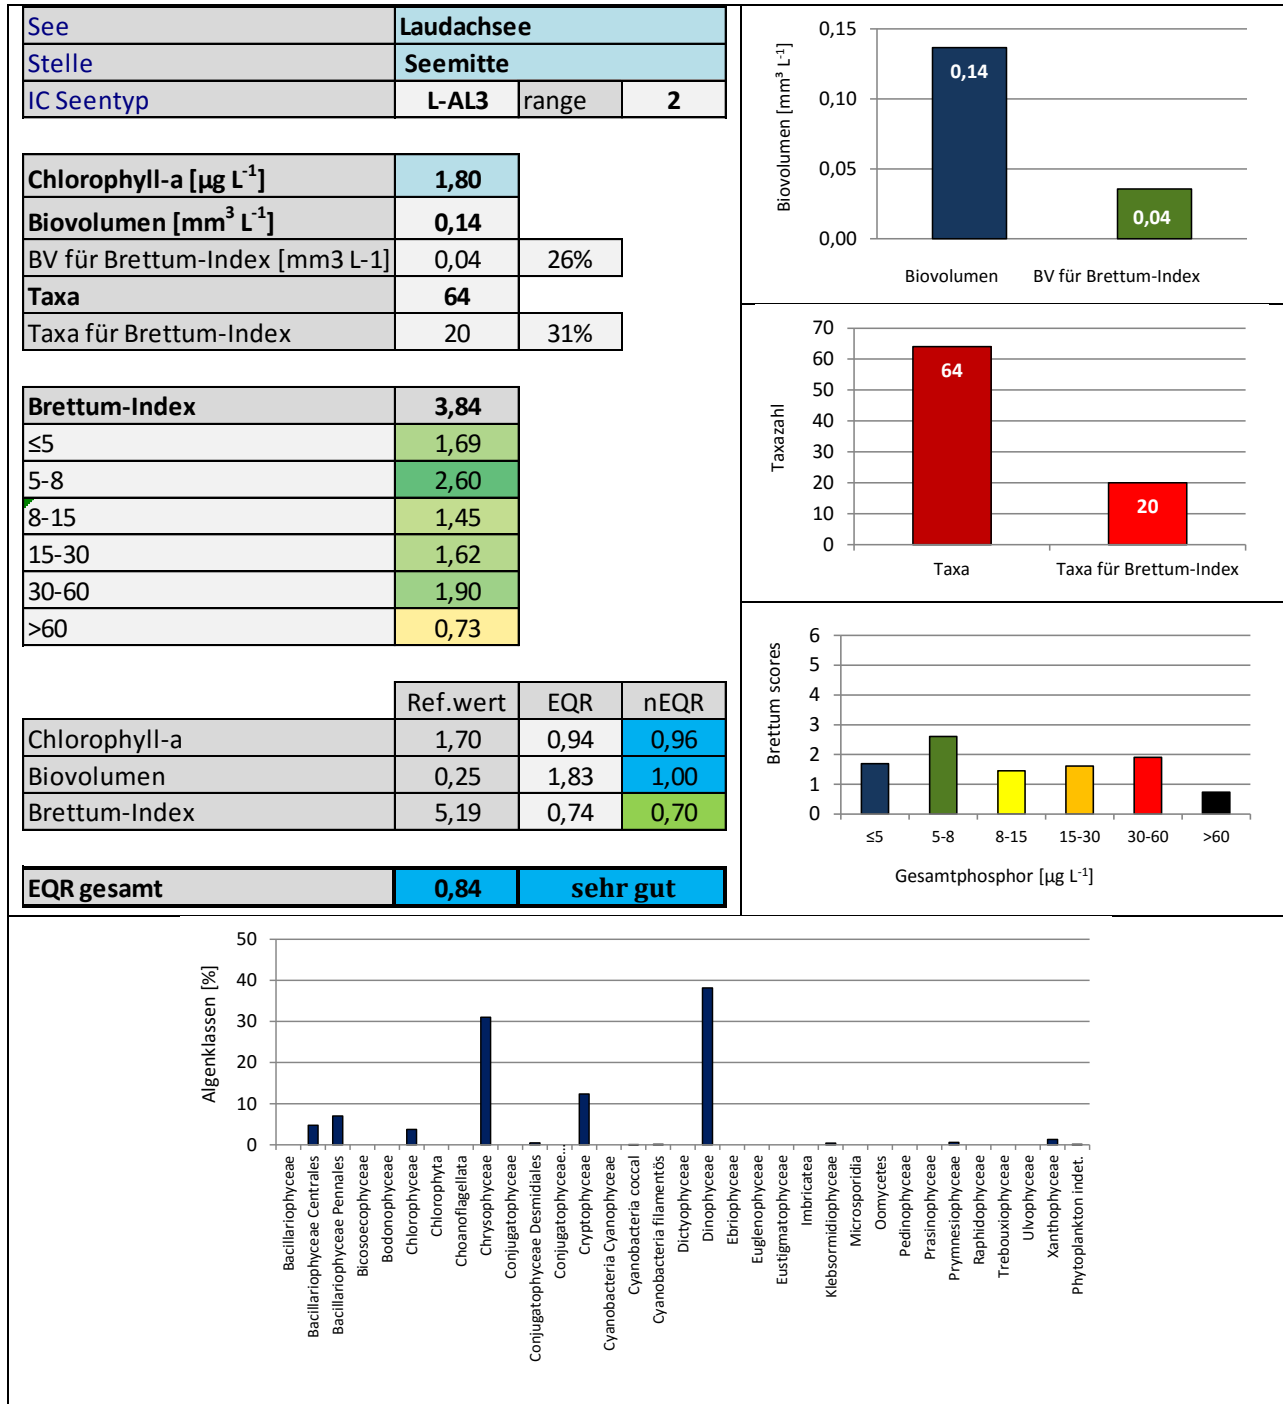 See Laudachsee
Stelle Seemitte
IC Seentyp L-AL3 range 2
Chlorophyll-a [µg L-1] 1,80
Biovolumen [mm3 L-1] 0,14
BV für Brettum-Index [mm3 L-1] 0,04 26%
Taxa 64
Taxa für Brettum-Index 20 31%
Brettum-Index 3,84
≤5 1,69
5-8 2,60
8-15 1,45
15-30 1,62
30-60 1,90
>60 0,73
Ref.wert EQR nEQR
Chlorophyll-a 1,70 0,94 0,96
Biovolumen 0,25 1,83 1,00
Brettum-Index 5,19 0,74 0,70
EQR gesamt 0,84 sehr gut
Biovolumen [mm³ L-1]
0,15
0,10
0,05
0,00
0,14
0,04
Biovolumen BV für Brettum-Index
Taxazahl
70
60
50
40
30
20
10
0
64
20
Taxa Taxa für Brettum-Index
Brettum scores
6
5
4
3
2
1
0
≤5 5-8 8-15 15-30 30-60 >60
Gesamtphosphor [µg L-1]
Algenklassen [%]
50
40
30
20
10
0
Bacillariophyceae
Bacillariophyceae Centrales
Bacillariophyceae Pennales
Bicosoecophyceae
Bodonophyceae
Chlorophyceae
Chlorophyta
Choanoflagellata
Chrysophyceae
Conjugatophyceae
Conjugatophyceae Desmidiales
Conjugatophyceae...
Cryptophyceae
Cyanobacteria Cyanophyceae
Cyanobacteria coccal
Cyanobacteria filamentös
Dictyophyceae
Dinophyceae
Ebriophyceae
Euglenophyceae
Eustigmatophyceae
Imbricatea
Klebsormidiophyceae
Microsporidia
Oomycetes
Pedinophyceae
Prasinophyceae
Prymnesiophyceae
Raphidophyceae
Trebouxiophyceae
Ulvophyceae
Xanthophyceae
Phytoplankton indet.